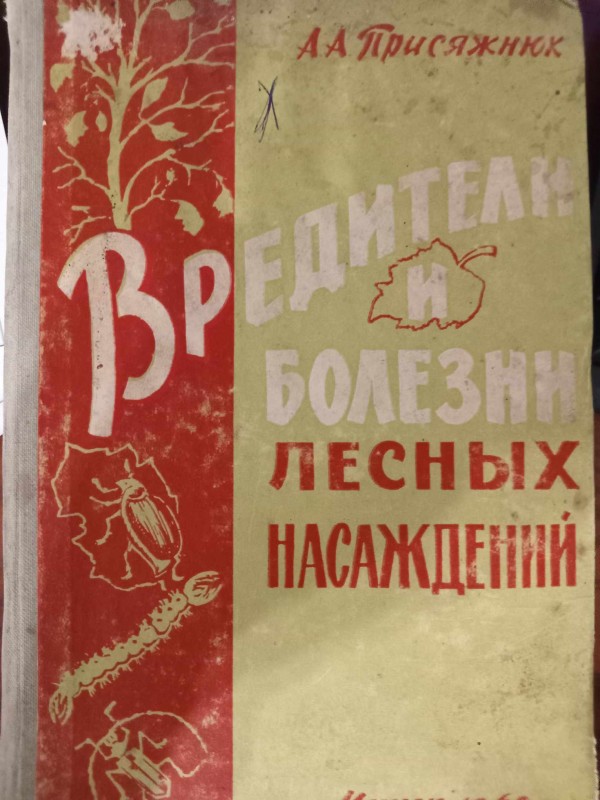 А А Присяжнюк
Вредители
и
болезни
лесных
насаждений